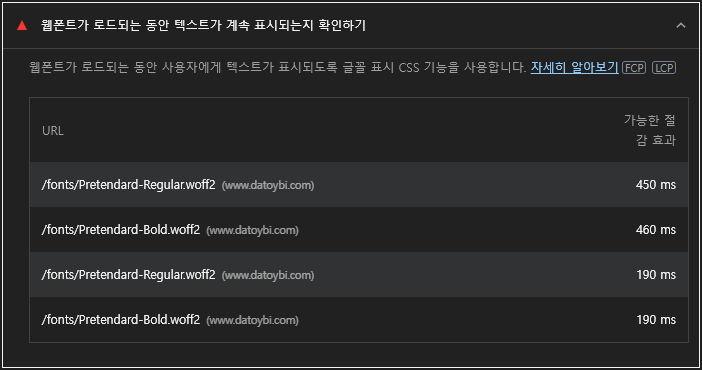 웹폰트가 로드되는 동안 텍스트가 계속 표시되는지 확인하기
웹폰트가 로드되는 동안 사용자에게 텍스트가 표시되도록 글꼴 표시 CSS 기능을 사용합니다. 자세히 알아보기 FCP LCP
URL 가능한 절
감 효과
/fonts/Pretendard-Regular.woff2 (www.datoybi.com) 450 ms
/fonts/Pretendard-Bold.woff2 (www.datoybi.com) 460 ms
/fonts/Pretendard-Regular.woff2 (www.datoybi.com) 190 ms
/fonts/Pretendard-Bold.woff2 (www.datoybi.com) 190 ms